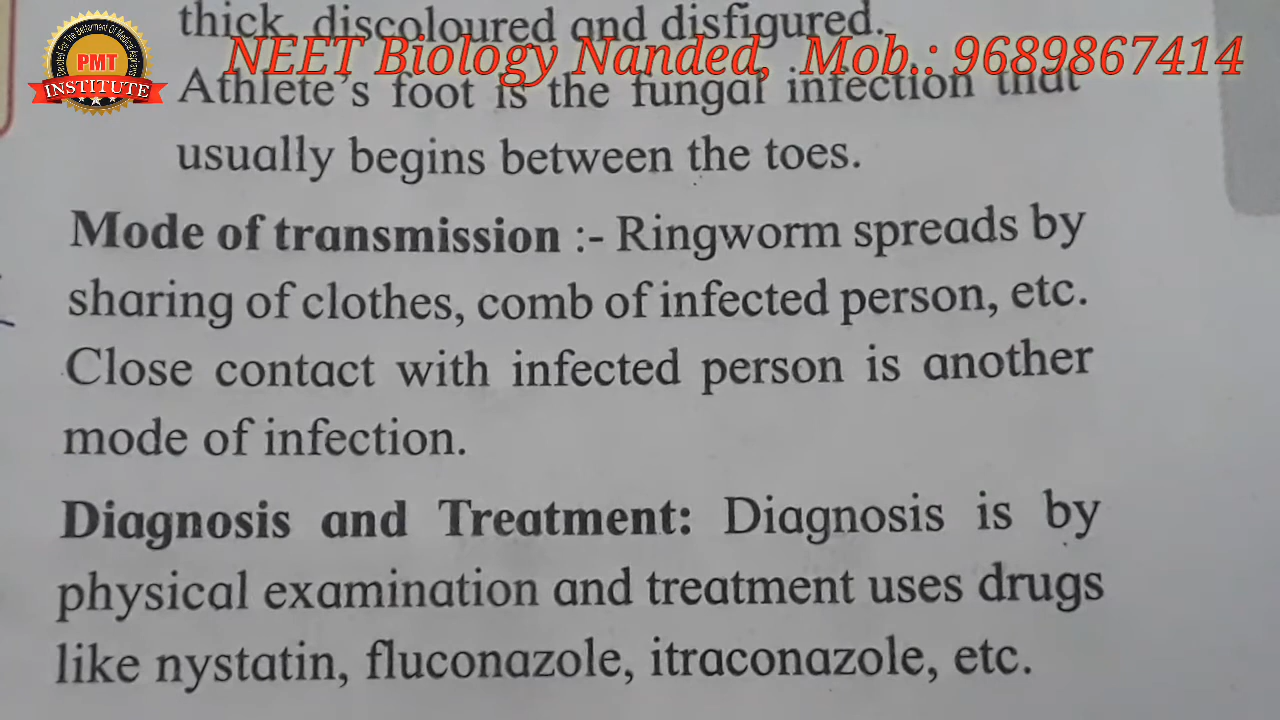 thick, discoloured and disfigured.
NEET Biology Nanded, Mob.: 9689867414
PMT
INSTITUTE
Athlete's foot is the fungal infection that
usually begins between the toes.
Mode of transmission :- Ringworm spreads by
sharing of clothes, comb of infected person, etc.
Close contact with infected person is another
mode of infection.
Diagnosis and Treatment: Diagnosis is by
physical examination and treatment uses drugs
like nystatin, fluconazole, itraconazole, etc.